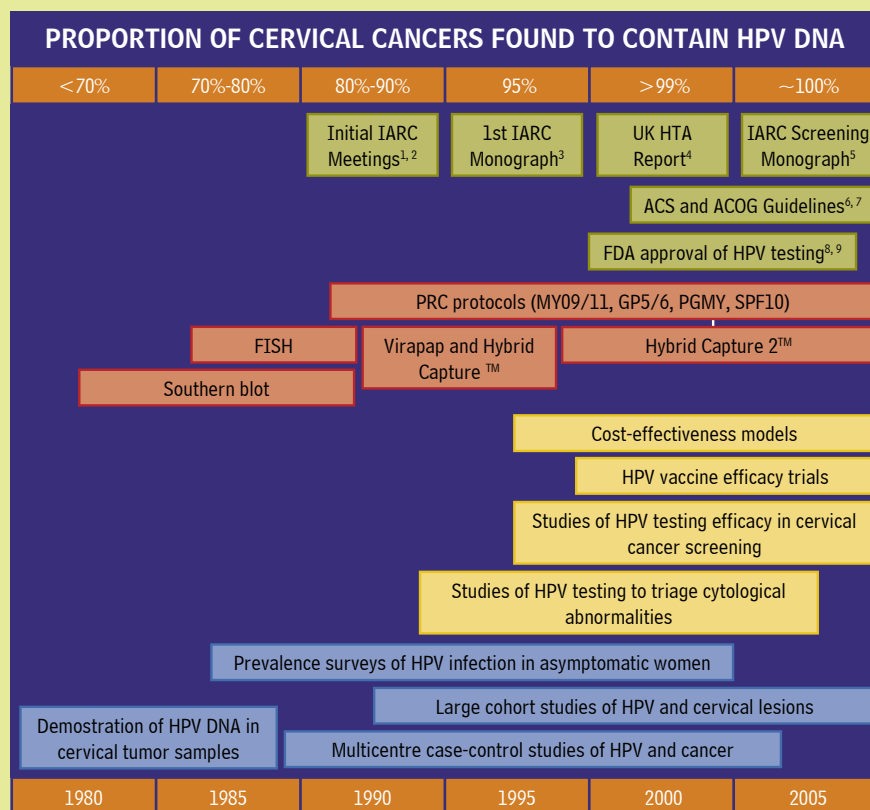 PROPORTION OF CERVICAL CANCERS FOUND TO CONTAIN HPV DNA
<70% 70%-80% 80%-90% 95% >99% ~100%
Initial IARC
Meetings1, 2
1st IARC
Monograph3
UK HTA
Report4
IARC Screening
Monograph5
ACS and ACOG Guidelines6, 7
FDA approval of HPV testing8, 9
PRC protocols (MY09/11, GP5/6, PGMY, SPF10)
FISH
Virapap and Hybrid
Capture TM
Hybrid Capture 2TM
Southern blot
Cost-effectiveness models
HPV vaccine efficacy trials
Studies of HPV testing efficacy in cervical
cancer screening
Studies of HPV testing to triage cytological
abnormalities
Prevalence surveys of HPV infection in asymptomatic women
Large cohort studies of HPV and cervical lesions
Demostration of HPV DNA in
cervical tumor samples
Multicentre case-control studies of HPV and cancer
1980 1985 1990 1995 2000 2005